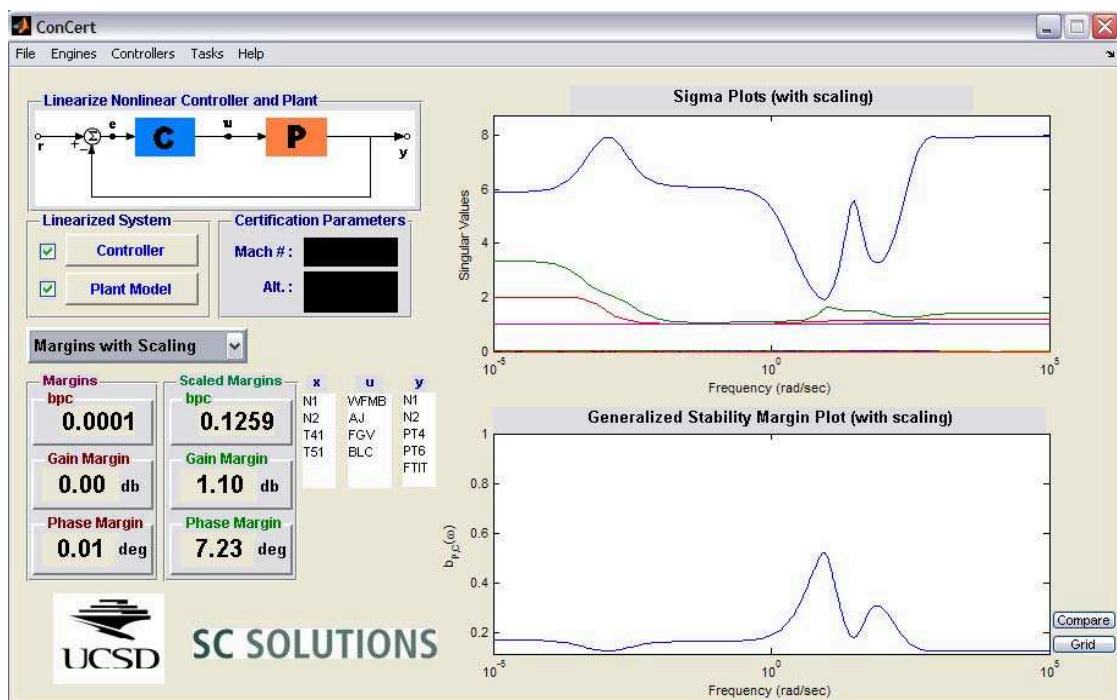 ConCert
File Engines Controllers Tasks Help
Linearize Nonlinear Controller and Plant
r
+
−
Σ
e
C
u
P
y
Linearized System
Controller
Plant Model
Certification Parameters
Mach # :
Alt. :
Margins with Scaling
Margins
bpc
0.0001
Gain Margin
0.00 db
Phase Margin
0.01 deg
Scaled Margins
bpc
0.1259
Gain Margin
1.10 db
Phase Margin
7.23 deg
x
N1
N2
T41
T51
u
WFMB
AJ
FGV
BLC
y
N1
N2
PT4
PT6
FTIT
UCSD
SC SOLUTIONS
Sigma Plots (with scaling)
Singular Values
8
6
4
2
0
10^-5 10^0 10^5
Frequency (rad/sec)
Generalized Stability Margin Plot (with scaling)
b_P,C(ω)
1
0.8
0.6
0.4
0.2
10^-5 10^0 10^5
Frequency (rad/sec)
Compare
Grid